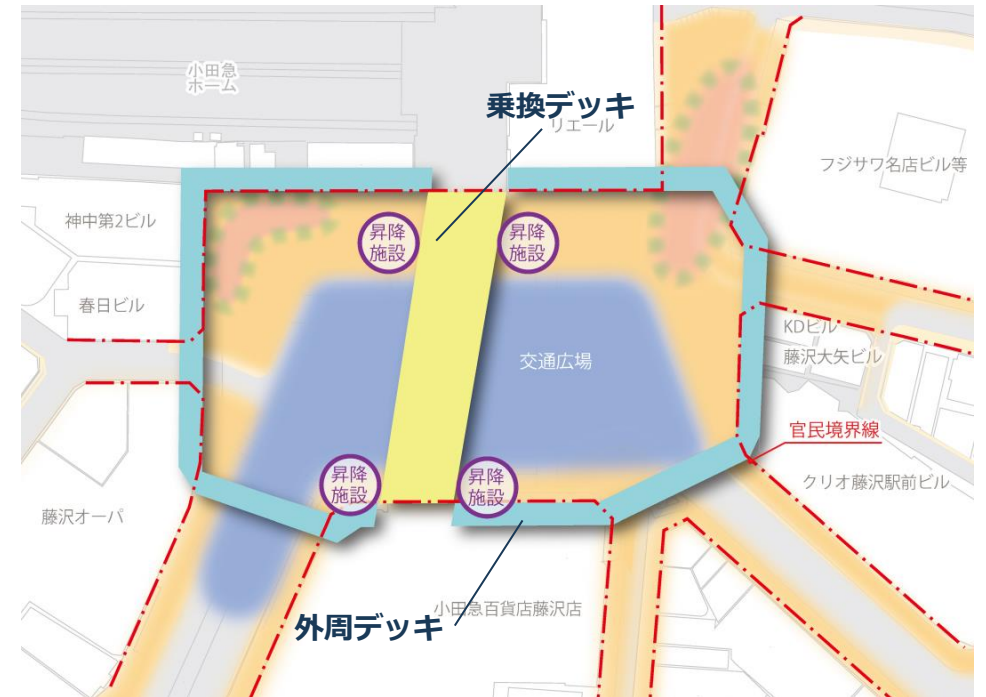 小田急
ホーム
乗換デッキ
リエール
フジサワ名店ビル等
神中第2ビル
昇降
施設
昇降
施設
春日ビル
KDビル
交通広場
藤沢大矢ビル
官民境界線
昇降
施設
昇降
施設
クリオ藤沢駅前ビル
藤沢オーパ
小田急百貨店藤沢店
外周デッキ